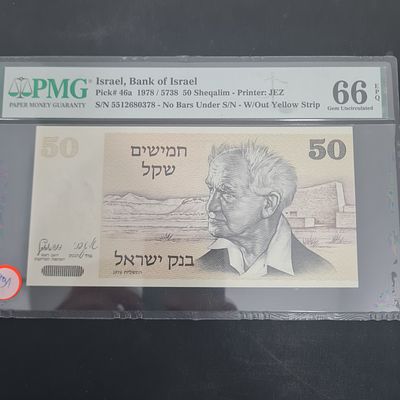 PMG
PAPER MONEY GUARANTY
Israel, Bank of Israel
Pick# 46a 1978 / 5738 50 Sheqalim - Printer: JEZ
S/N 5512680378 - No Bars Under S/N - W/Out Yellow Strip
66 EPQ
Gem Uncirculated
50
50
חמישים
שקל
בנק ישראל